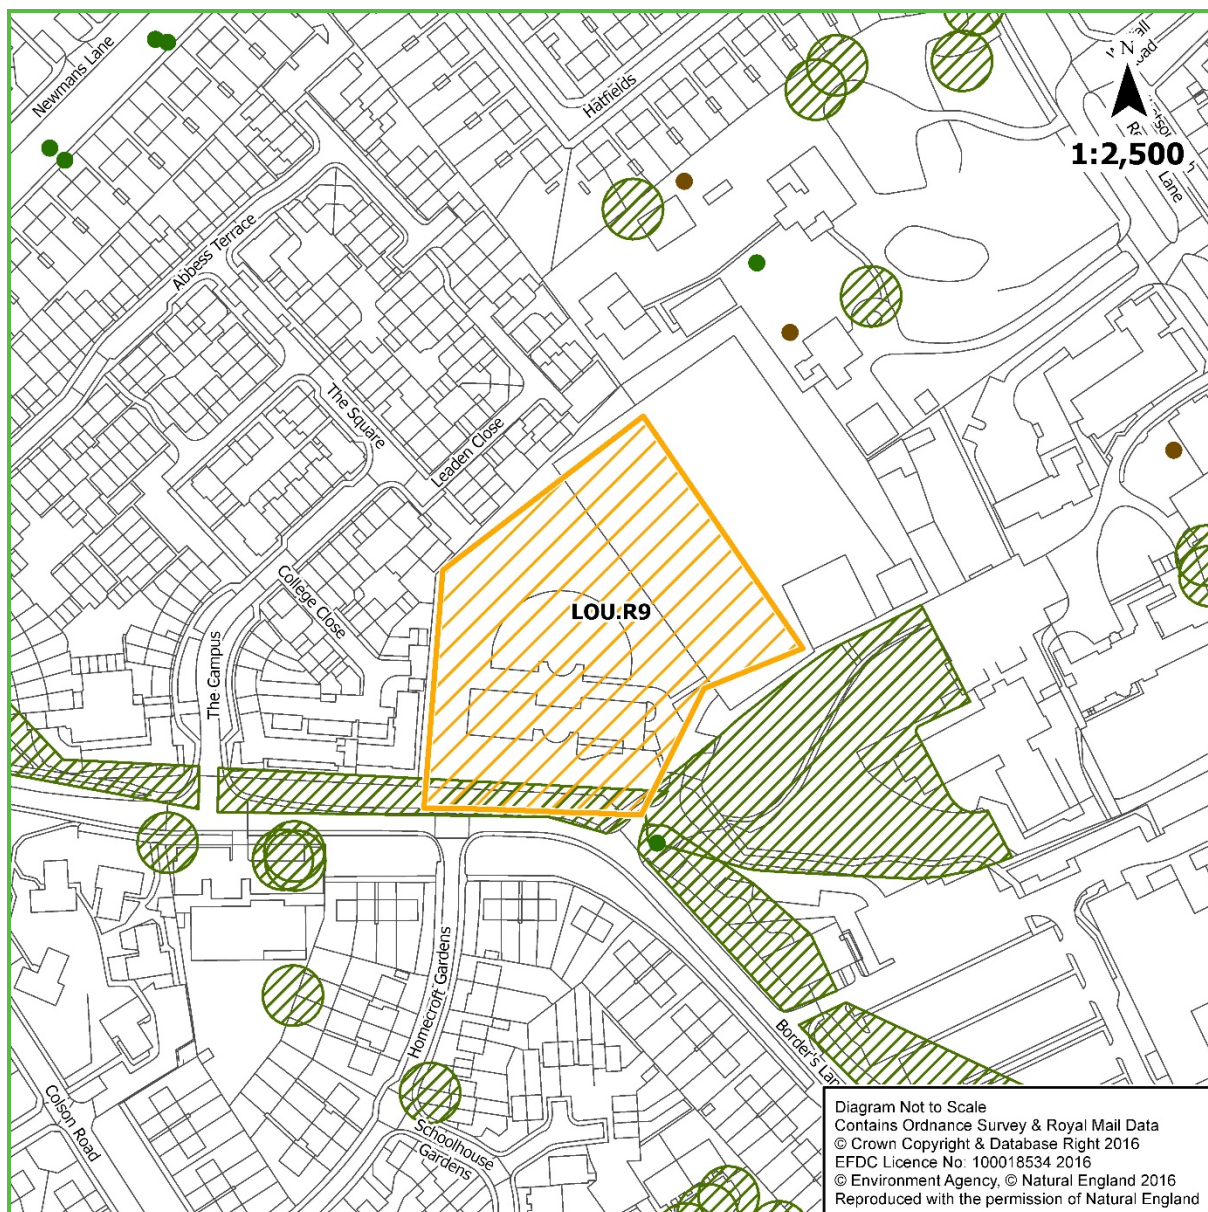 Newmans Lane
Hatfields
N
1:2,500
Lane
Abbess Terrace
The Square
Leaden Close
College Close
LOU.R9
The Campus
Homecroft Gardens
Border's Lane
Colson Road
Schoolhouse
Gardens
Diagram Not to Scale
Contains Ordnance Survey & Royal Mail Data
© Crown Copyright & Database Right 2016
EFDC Licence No: 100018534 2016
© Environment Agency, © Natural England 2016
Reproduced with the permission of Natural England